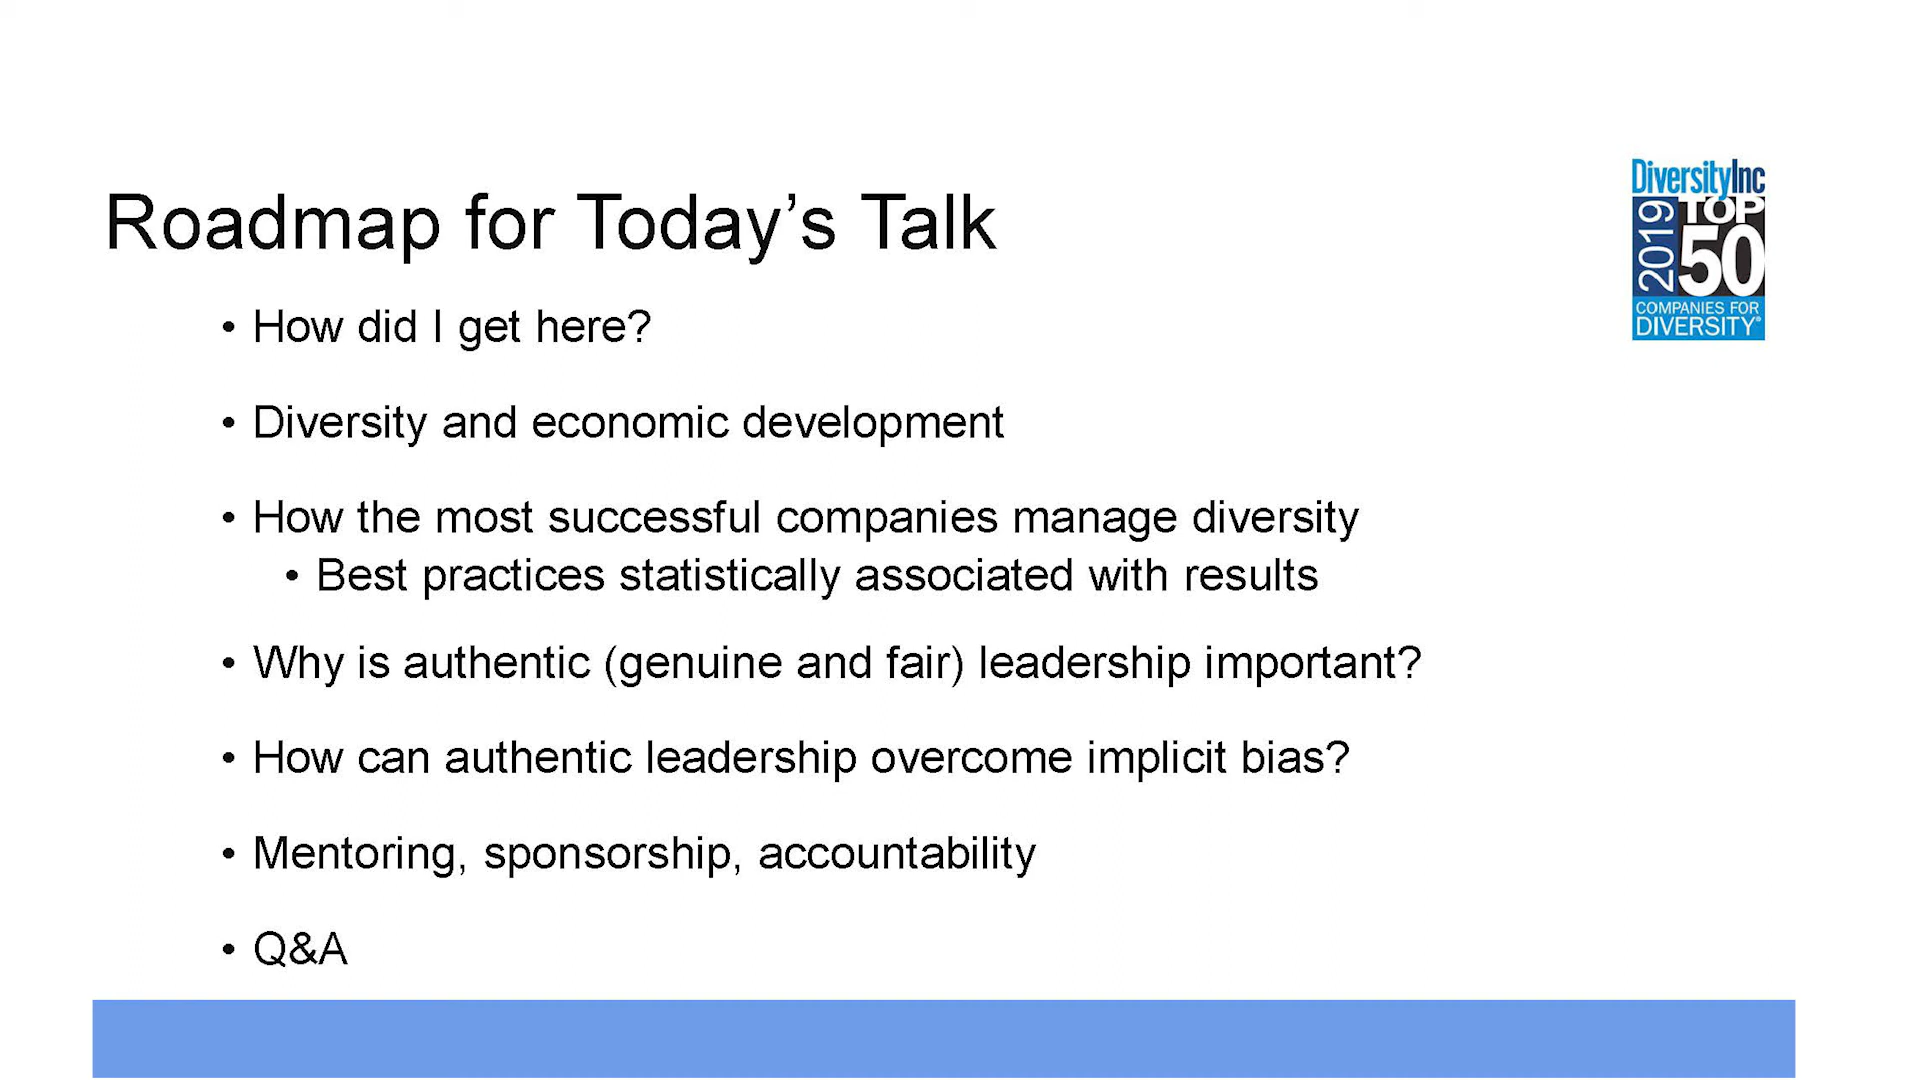 Roadmap for Today’s Talk
• How did I get here?
• Diversity and economic development
• How the most successful companies manage diversity
• Best practices statistically associated with results
• Why is authentic (genuine and fair) leadership important?
• How can authentic leadership overcome implicit bias?
• Mentoring, sponsorship, accountability
• Q&A
DiversityInc
2019
TOP
50
COMPANIES FOR
DIVERSITY®